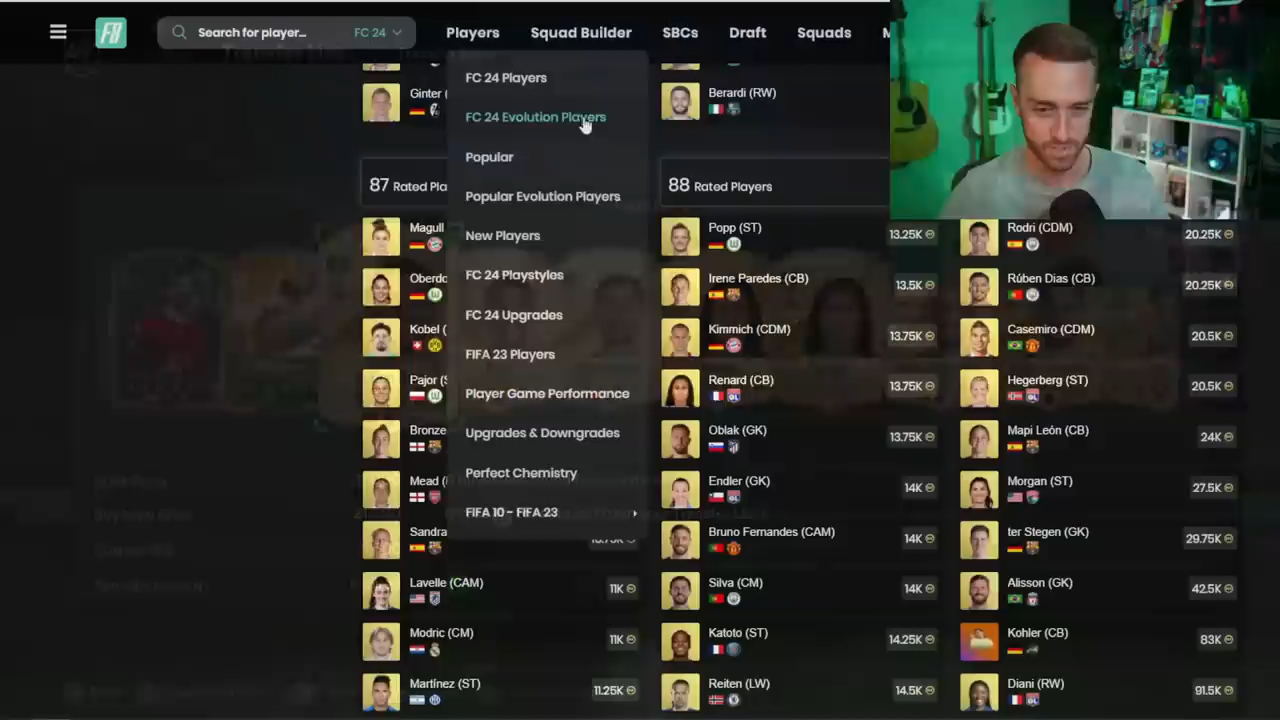 F8
Search for player...
FC 24
Players
Squad Builder
SBCs
Draft
Squads
M
FC 24 Players
FC 24 Evolution Players
Popular
Popular Evolution Players
New Players
FC 24 Playstyles
FC 24 Upgrades
FIFA 23 Players
Player Game Performance
Upgrades & Downgrades
Perfect Chemistry
FIFA 10 - FIFA 23
Ginter (
87 Rated Pla
Magull
Oberdo
Kobel (
Pajor (S
Bronze
Mead (
Sandra
Lavelle (CAM)
11K
Modric (CM)
11K
Martínez (ST)
11.25K
Berardi (RW)
88 Rated Players
Popp (ST)
13.25K
Irene Paredes (CB)
13.5K
Kimmich (CDM)
13.75K
Renard (CB)
13.75K
Oblak (GK)
13.75K
Endler (GK)
14K
Bruno Fernandes (CAM)
14K
Silva (CM)
14K
Katoto (ST)
14.25K
Reiten (LW)
14.5K
Rodri (CDM)
20.25K
Rúben Dias (CB)
20.25K
Casemiro (CDM)
20.5K
Hegerberg (ST)
20.5K
Mapi León (CB)
24K
Morgan (ST)
27.5K
ter Stegen (GK)
29.75K
Alisson (GK)
42.5K
Kohler (CB)
83K
Diani (RW)
91.5K